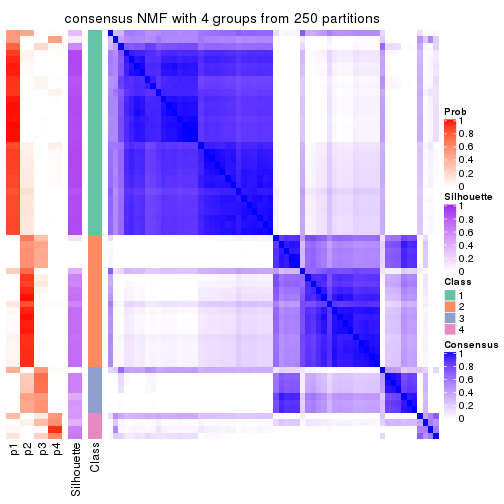 consensus NMF with 4 groups from 250 partitions
Prob
1
0.8
0.6
0.4
0.2
0
Silhouette
1
0.8
0.6
0.4
0.2
0
Class
1
2
3
4
Consensus
1
0.8
0.6
0.4
0.2
0
p1
p2
p3
p4
Silhouette
Class